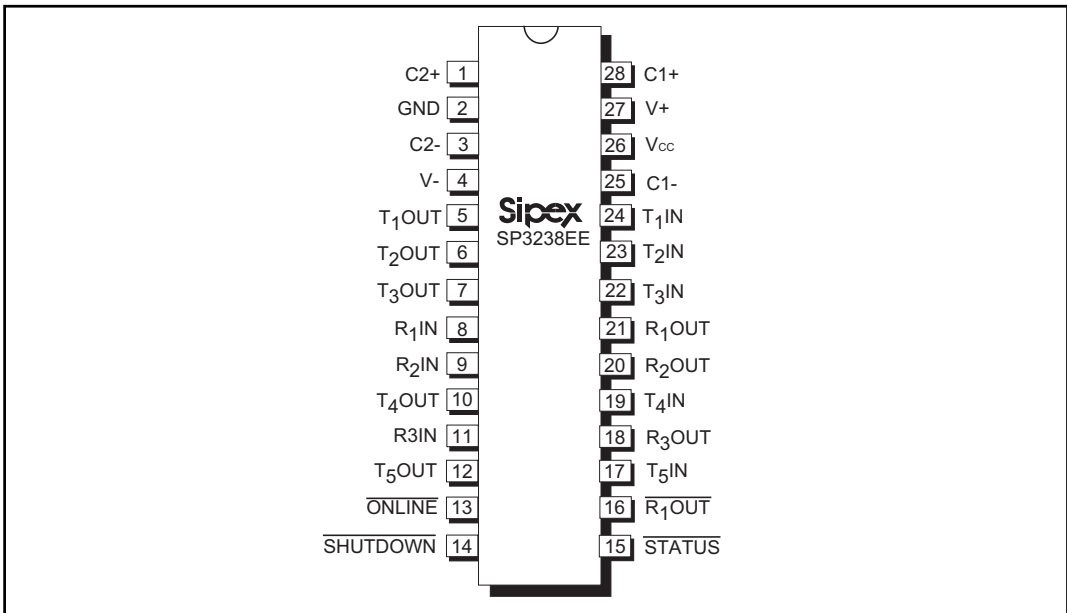 C2+ 1 28 C1+
GND 2 27 V+
C2- 3 26 Vcc
V- 4 25 C1-
T1OUT 5 Sipex 24 T1IN
SP3238EE
T2OUT 6 23 T2IN
T3OUT 7 22 T3IN
R1IN 8 21 R1OUT
R2IN 9 20 R2OUT
T4OUT 10 19 T4IN
R3IN 11 18 R3OUT
T5OUT 12 17 T5IN
ONLINE 13 16 R1OUT
SHUTDOWN 14 15 STATUS